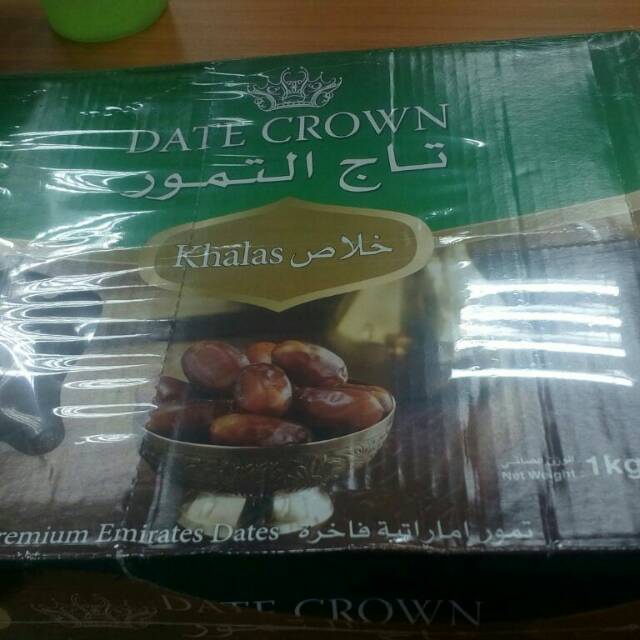 DATE CROWN
تاج التمور
Khalas خلاص
Net Weight 1kg
remium Emirates Dates تمور إماراتية فاخرة
DATE CROWN